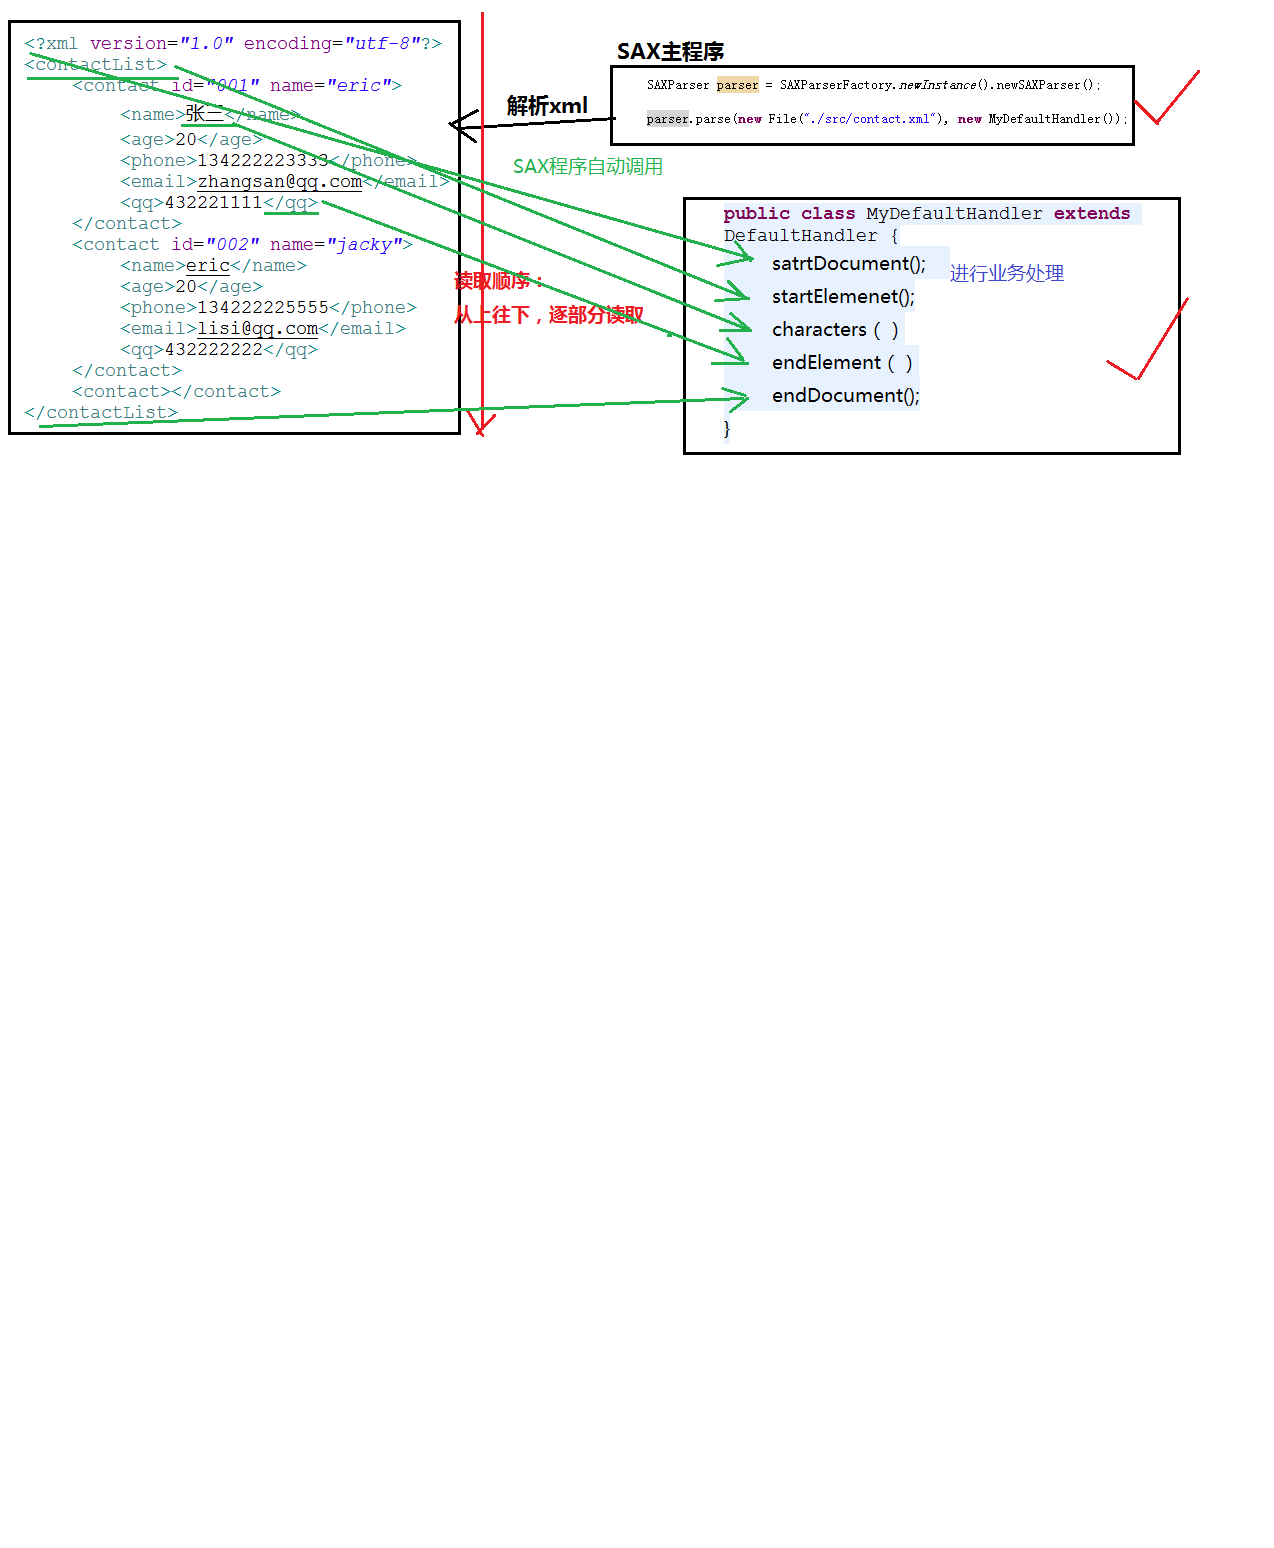 <?xml version="1.0" encoding="utf-8"?>
<contactList>
<contact id="001" name="eric">
<name>张三</name>
<age>20</age>
<phone>134222223333</phone>
<email>zhangsan@qq.com</email>
<qq>432221111</qq>
</contact>
<contact id="002" name="jacky">
<name>eric</name>
<age>20</age>
<phone>134222225555</phone>
<email>lisi@qq.com</email>
<qq>432222222</qq>
</contact>
<contact></contact>
</contactList>
读取顺序：
从上往下，逐部分读取
解析xml
SAX主程序
SAXParser parser = SAXParserFactory.newInstance().newSAXParser();
parser.parse(new File("./src/contact.xml"), new MyDefaultHandler());
SAX程序自动调用
public class MyDefaultHandler extends
DefaultHandler {
satrtDocument();
进行业务处理
startElemenet();
characters（ ）
endElement（ ）
endDocument();
}